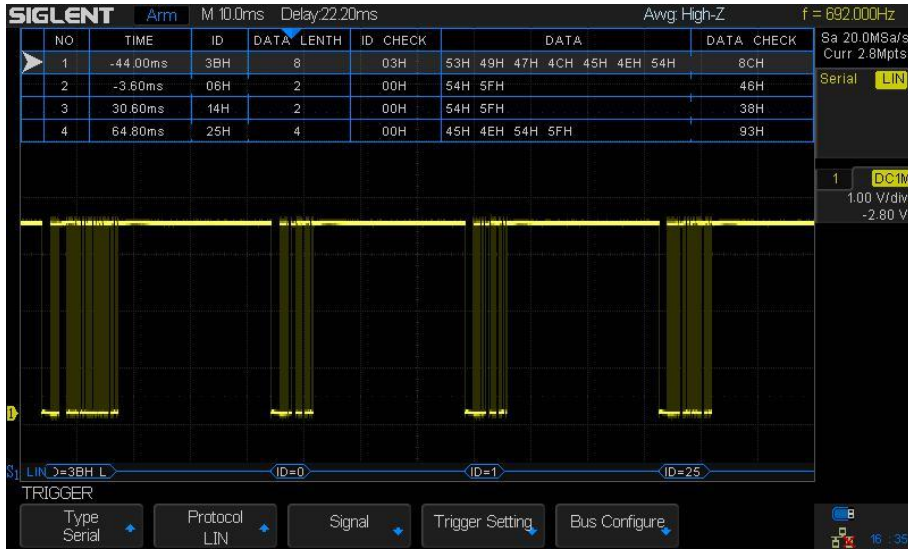 SIGLENT Arm M 10.0ms Delay:22.20ms Awg: High-Z f = 692.000Hz
NO TIME ID DATA LENTH ID CHECK DATA DATA CHECK
1 -44.00ms 3BH 8 03H 53H 49H 47H 4CH 45H 4EH 54H 8CH
2 -3.60ms 06H 2 00H 54H 5FH 46H
3 30.60ms 14H 2 00H 54H 5FH 38H
4 64.80ms 25H 4 00H 45H 4EH 54H 5FH 93H
Sa 20.0MSa/s
Curr 2.8Mpts
Serial LIN
1 DC1M
1.00 V/div
-2.80 V
1
S1 LIN D=3BH L ID=0 ID=1 ID=25
TRIGGER
Type Protocol Signal Trigger Setting Bus Configure
Serial LIN
16:35